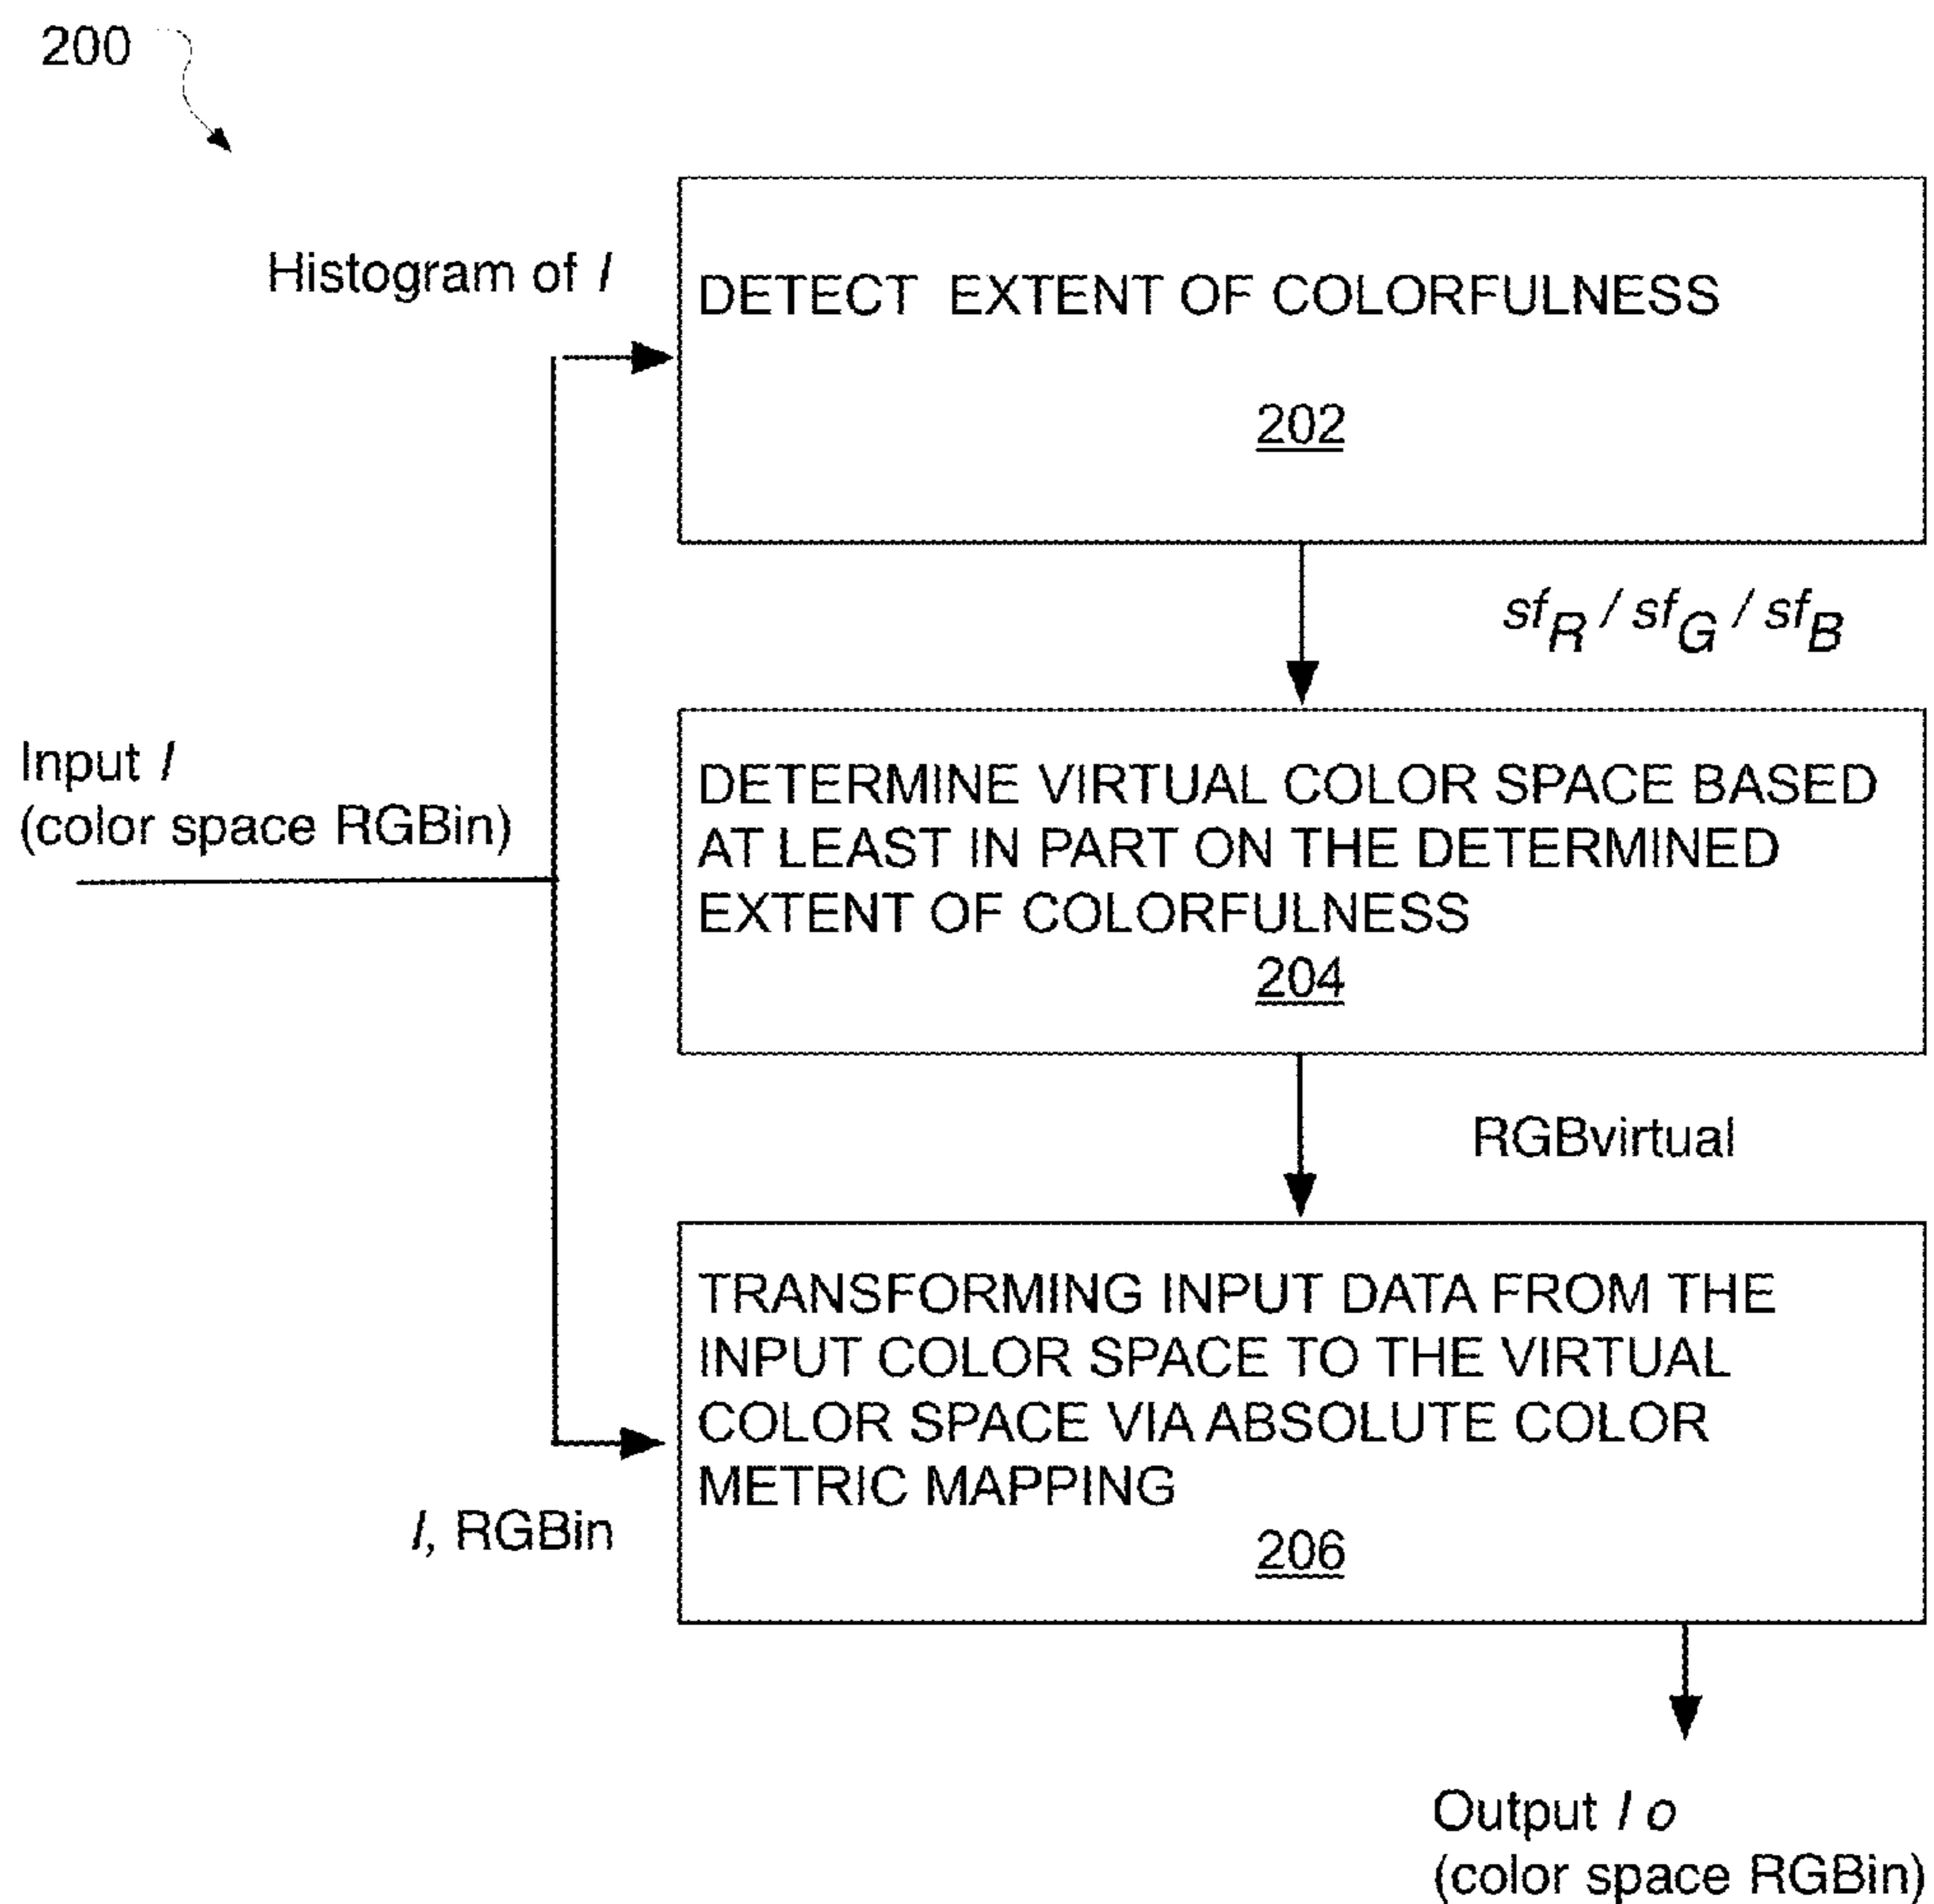 200
Histogram of I
DETECT EXTENT OF COLORFULNESS
202
sfR / sfG / sfB
Input I
(color space RGBin)
DETERMINE VIRTUAL COLOR SPACE BASED
AT LEAST IN PART ON THE DETERMINED
EXTENT OF COLORFULNESS
204
RGBvirtual
TRANSFORMING INPUT DATA FROM THE
INPUT COLOR SPACE TO THE VIRTUAL
COLOR SPACE VIA ABSOLUTE COLOR
METRIC MAPPING
206
I, RGBin
Output I o
(color space RGBin)